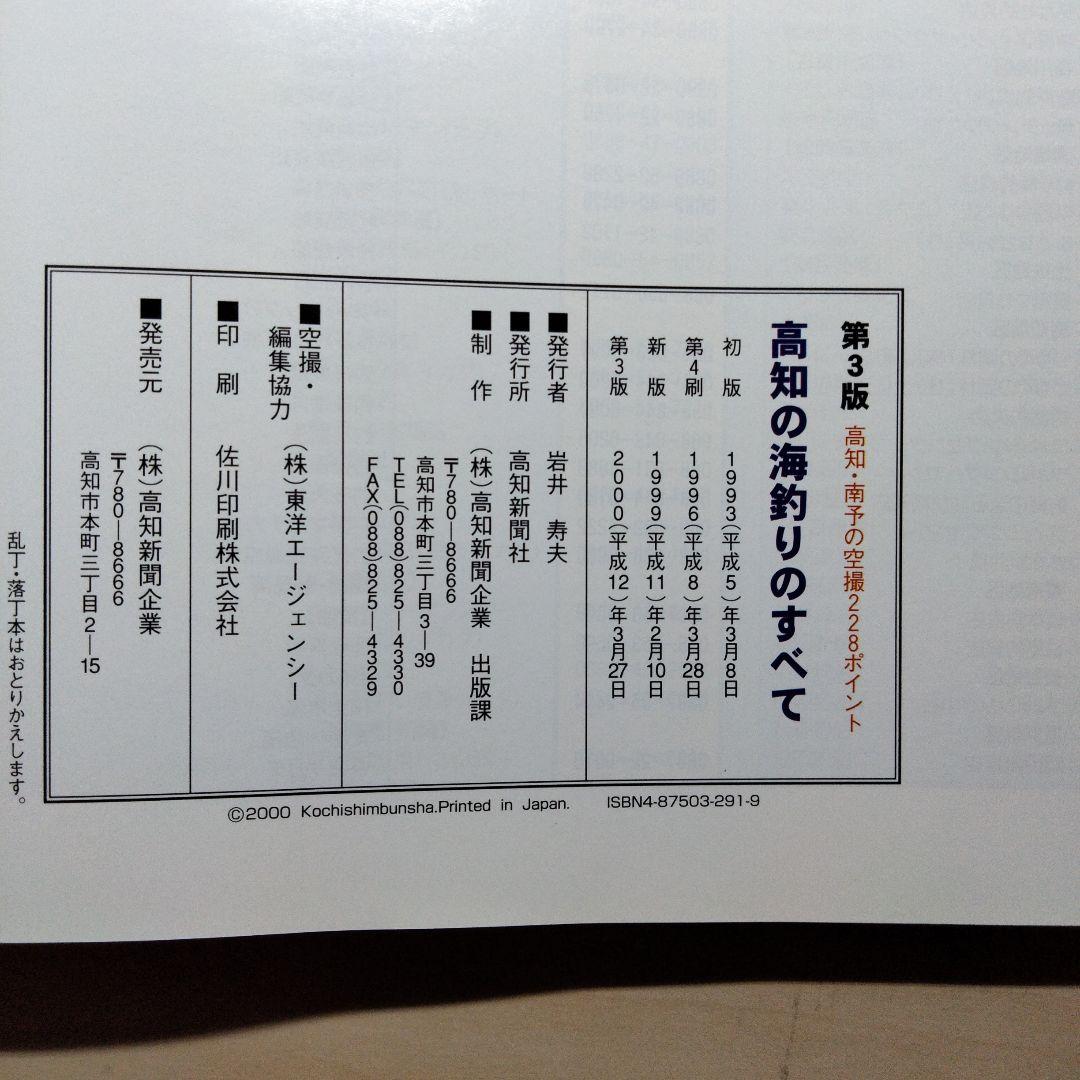 第3版 高知・南予の空撮228ポイント
高知の海釣りのすべて
初 版 1993(平成5)年3月8日
第4刷 1996(平成8)年3月28日
新 版 1999(平成11)年2月10日
第3版 2000(平成12)年3月27日
■発行者 岩井 寿夫
■発行所 高知新聞社
■制 作 (株)高知新聞企業 出版課
〒780—8666
高知市本町三丁目3—39
TEL(088)825—4330
FAX(088)825—4329
■空撮・
編集協力 (株)東洋エージェンシー
■印 刷 佐川印刷株式会社
■発売元 (株)高知新聞企業
〒780—8666
高知市本町三丁目2—15
乱丁・落丁本はおとりかえします。
©2000 Kochishimbunsha.Printed in Japan. ISBN4-87503-291-9